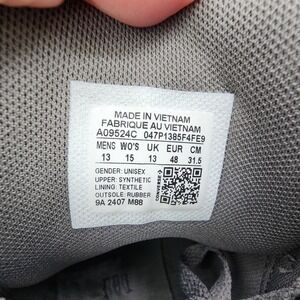 MADE IN VIETNAM
FABRIQUE AU VIETNAM
A09524C 047P1385F4FE9
MENS WO'S UK EUR CM
13 15 13 48 31.5
GENDER: UNISEX
UPPER: SYNTHETIC
LINING: TEXTILE
OUTSOLE: RUBBER
9A 2407 M88
CONVERSE